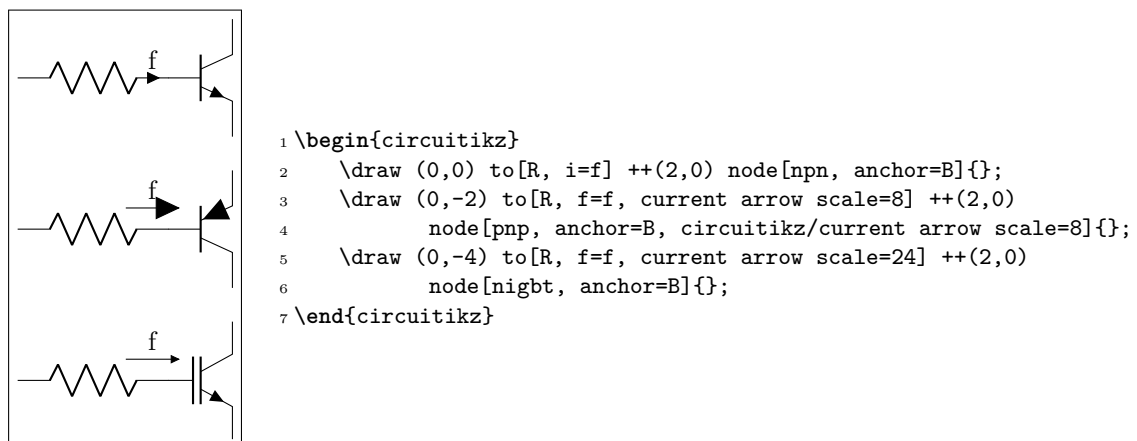 f
f
f
1 \begin{circuitikz}
2 \draw (0,0) to[R, i=f] ++(2,0) node[npn, anchor=B]{};
3 \draw (0,-2) to[R, f=f, current arrow scale=8] ++(2,0)
4 node[pnp, anchor=B, circuitikz/current arrow scale=8]{};
5 \draw (0,-4) to[R, f=f, current arrow scale=24] ++(2,0)
6 node[nigbt, anchor=B]{};
7 \end{circuitikz}